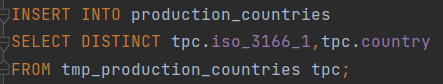 INSERT INTO production_countries
SELECT DISTINCT tpc.iso_3166_1,tpc.country
FROM tmp_production_countries tpc;